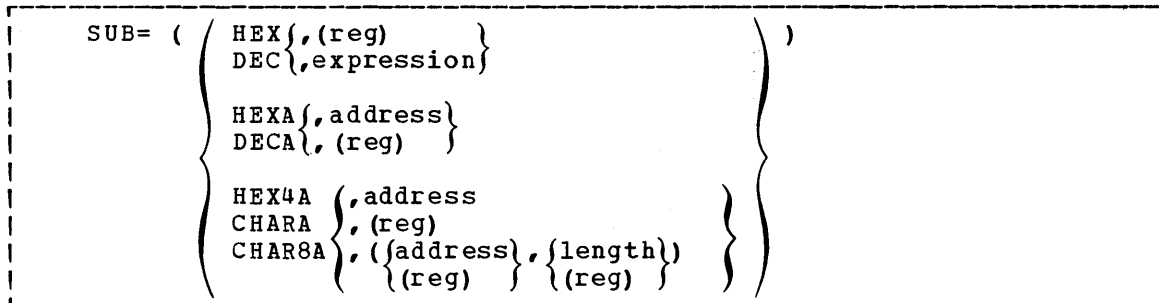 SUB= ( HEX ,(reg) )
DEC ,expression
HEXA ,address
DECA ,(reg)
HEX4A ,address
CHARA ,(reg)
CHAR8A ,({address},{length})
(reg) (reg)